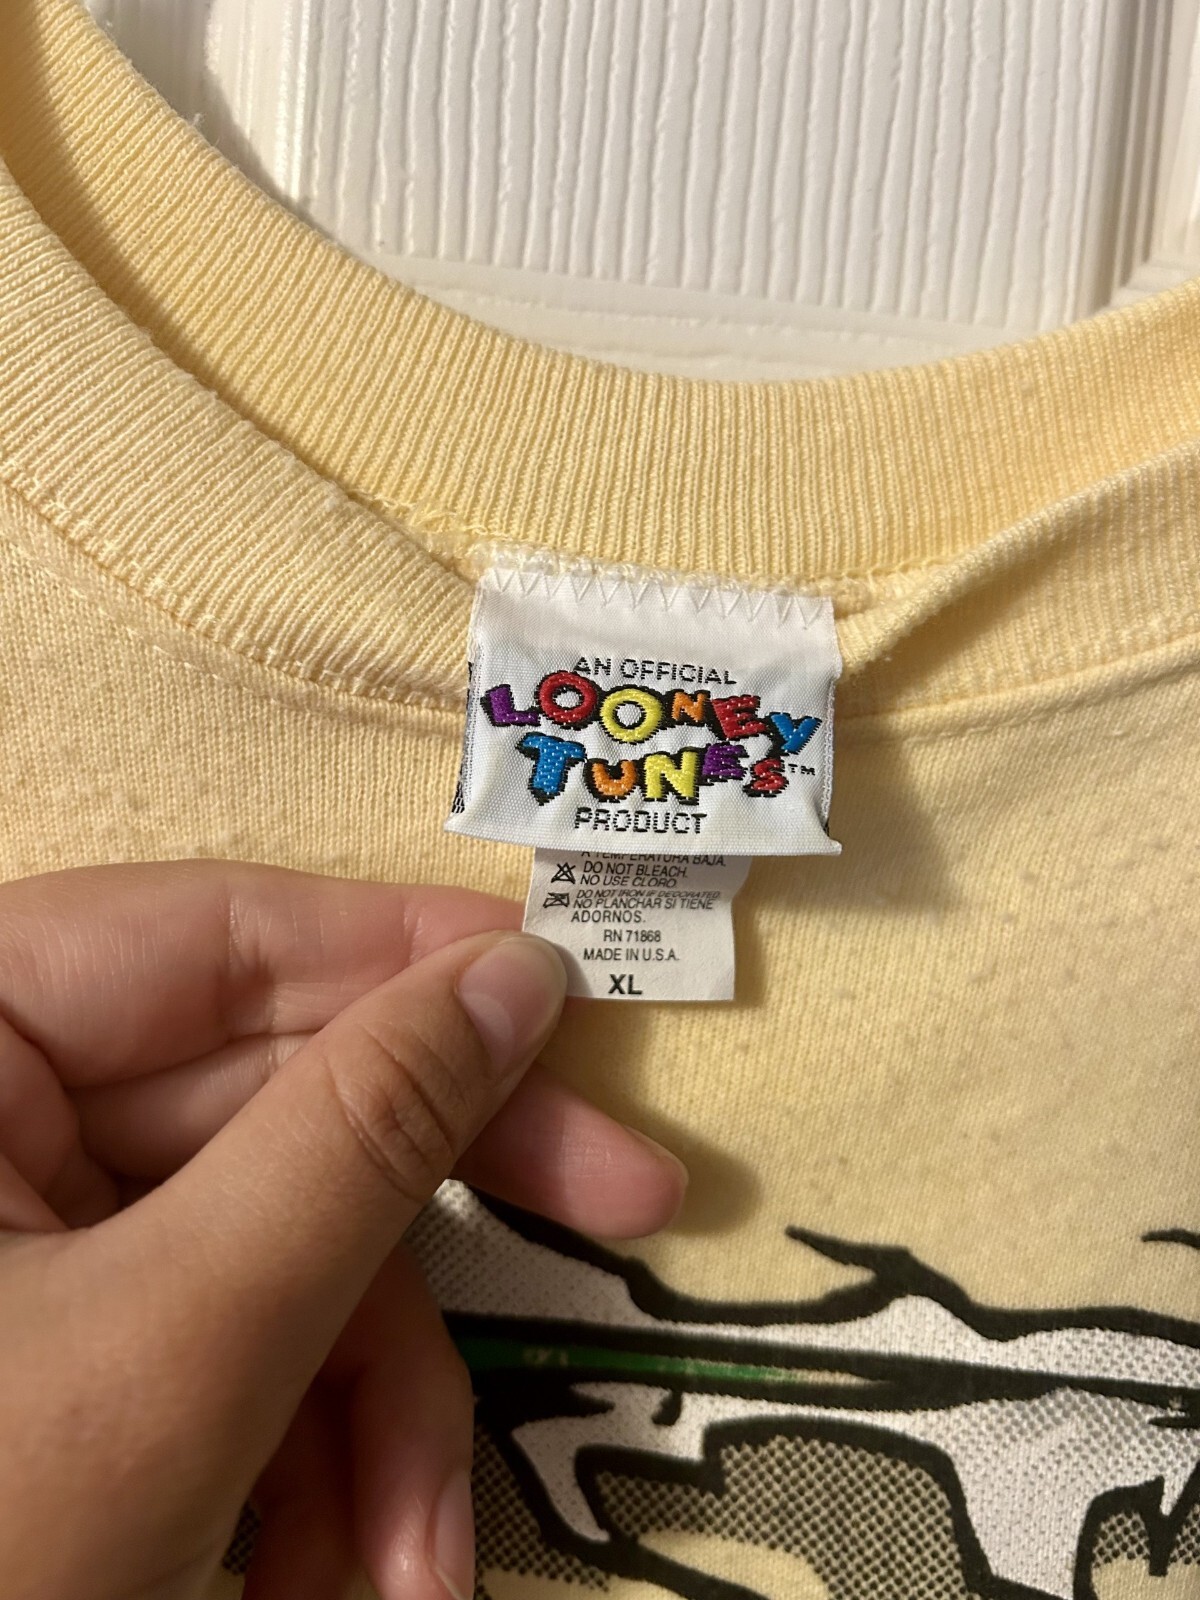 AN OFFICIAL
LOONEY
TUNES™
PRODUCT
A TEMPERATURA BAJA.
DO NOT BLEACH.
NO USE CLORO.
DO NOT IRON IF DECORATED.
NO PLANCHAR SI TIENE
ADORNOS.
RN 71868
MADE IN U.S.A.
XL